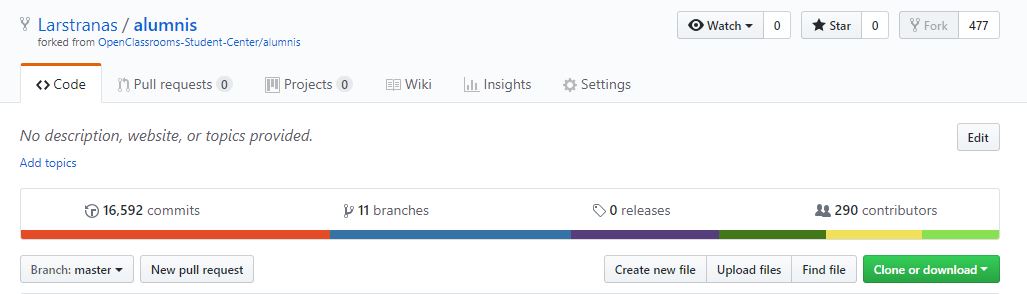 Larstranas / alumnis
Watch 0 Star 0 Fork 477
forked from OpenClassrooms-Student-Center/alumnis
Code Pull requests 0 Projects 0 Wiki Insights Settings
No description, website, or topics provided.
Edit
Add topics
16,592 commits 11 branches 0 releases 290 contributors
Branch: master New pull request Create new file Upload files Find file Clone or download